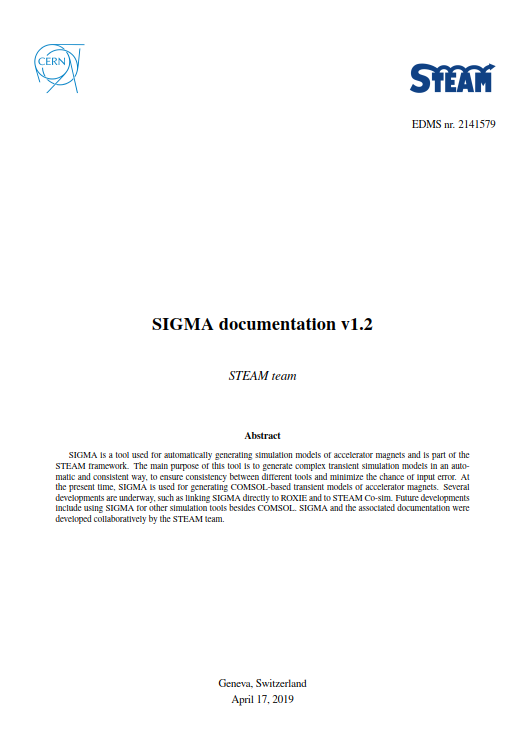 CERN
STEAM
EDMS nr. 2141579
SIGMA documentation v1.2
STEAM team
Abstract
SIGMA is a tool used for automatically generating simulation models of accelerator magnets and is part of the
STEAM framework. The main purpose of this tool is to generate complex transient simulation models in an auto-
matic and consistent way, to ensure consistency between different tools and minimize the chance of input error. At
the present time, SIGMA is used for generating COMSOL-based transient models of accelerator magnets. Several
developments are underway, such as linking SIGMA directly to ROXIE and to STEAM Co-sim. Future developments
include using SIGMA for other simulation tools besides COMSOL. SIGMA and the associated documentation were
developed collaboratively by the STEAM team.
Geneva, Switzerland
April 17, 2019